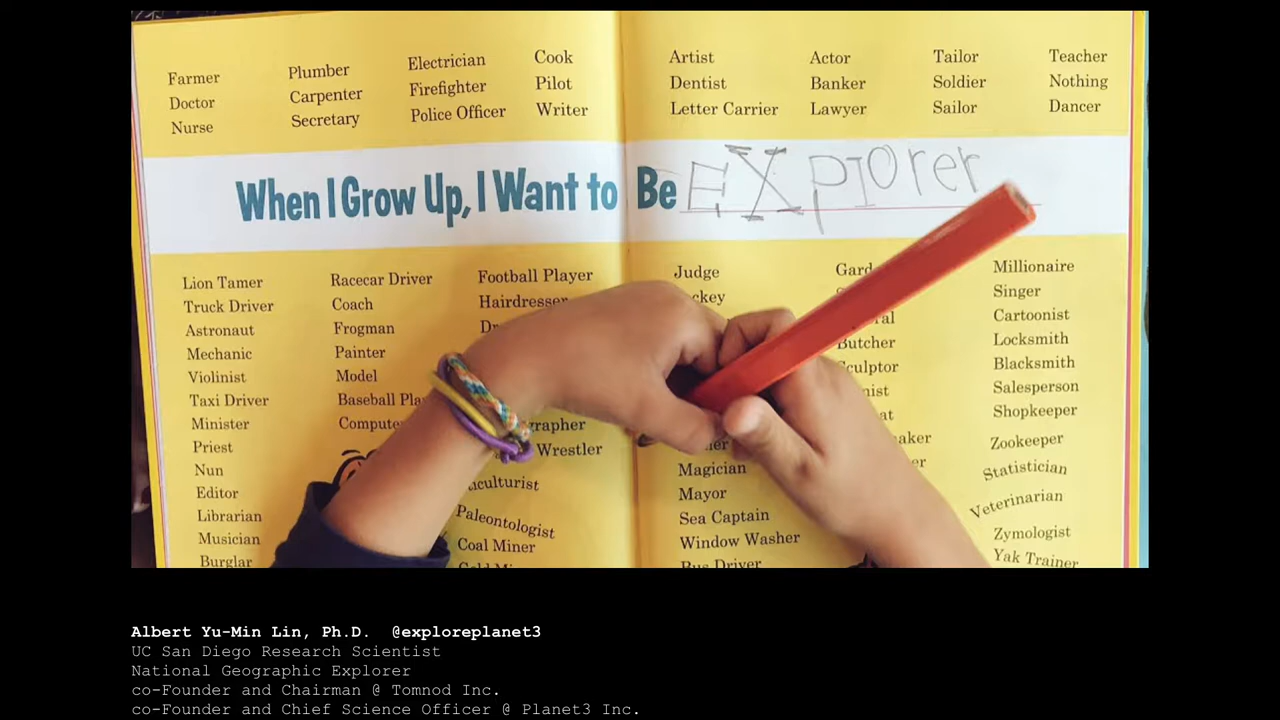 Farmer
Doctor
Nurse
Plumber
Carpenter
Secretary
Electrician
Firefighter
Police Officer
Cook
Pilot
Writer
Artist
Dentist
Letter Carrier
Actor
Banker
Lawyer
Tailor
Soldier
Sailor
Teacher
Nothing
Dancer
When I Grow Up, I Want to Be EXPlOrer
Lion Tamer
Truck Driver
Astronaut
Mechanic
Violinist
Taxi Driver
Minister
Priest
Nun
Editor
Librarian
Musician
Burglar
Racecar Driver
Coach
Frogman
Painter
Model
Baseball
Football Player
Hairdresser
Wrestler
Paleontologist
Coal Miner
Judge
Magician
Mayor
Sea Captain
Window Washer
Bus Driver
Butcher
Millionaire
Singer
Cartoonist
Locksmith
Blacksmith
Salesperson
Shopkeeper
Zookeeper
Statistician
Veterinarian
Zymologist
Yak Trainer
Albert Yu-Min Lin, Ph.D. @exploreplanet3
UC San Diego Research Scientist
National Geographic Explorer
co-Founder and Chairman @ Tomnod Inc.
co-Founder and Chief Science Officer @ Planet3 Inc.